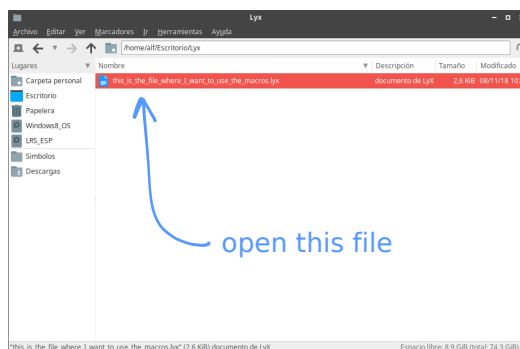 Lyx
Archivo Editar Ver Marcadores Ir Herramientas Ayuda
/home/alf/Escritorio/Lyx
Lugares Nombre Descripción Tamaño Modificado
Carpeta personal this_is_the_file_where_I_want_to_use_the_macros.lyx documento de LyX 2,6 KiB 08/11/18 10:
Escritorio
Papelera
Windows8_OS
LRS_ESP
Simbolos
Descargas
open this file
"this_is_the_file_where_I_want_to_use_the_macros.lyx" (2,6 KiB) documento de LyX Espacio libre: 8,9 GiB (total: 74,3 GiB)